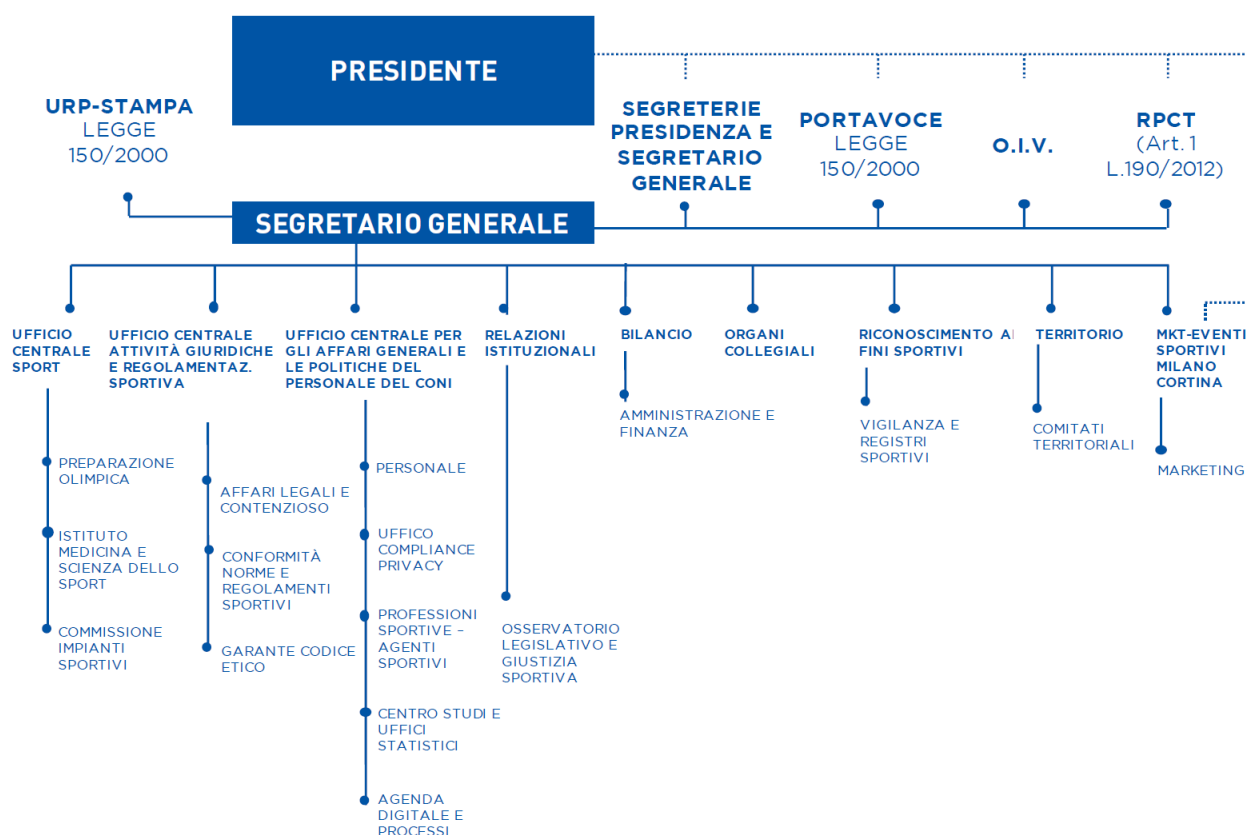 PRESIDENTE
URP-STAMPA
LEGGE
150/2000
SEGRETERIE
PRESIDENZA E
SEGRETARIO
GENERALE
PORTAVOCE
LEGGE
150/2000
O.I.V.
RPCT
(Art. 1
L.190/2012)
SEGRETARIO GENERALE
UFFICIO
CENTRALE
SPORT
UFFICIO CENTRALE
ATTIVITÀ GIURIDICHE
E REGOLAMENTAZ.
SPORTIVA
UFFICIO CENTRALE PER
GLI AFFARI GENERALI E
LE POLITICHE DEL
PERSONALE DEL CONI
RELAZIONI
ISTITUZIONALI
BILANCIO
ORGANI
COLLEGIALI
RICONOSCIMENTO AI
FINI SPORTIVI
TERRITORIO
MKT-EVENTI
SPORTIVI
MILANO
CORTINA
PREPARAZIONE
OLIMPICA
ISTITUTO
MEDICINA E
SCIENZA DELLO
SPORT
COMMISSIONE
IMPIANTI
SPORTIVI
AFFARI LEGALI E
CONTENZIOSO
CONFORMITÀ
NORME E
REGOLAMENTI
SPORTIVI
GARANTE CODICE
ETICO
PERSONALE
UFFICO
COMPLIANCE
PRIVACY
PROFESSIONI
SPORTIVE –
AGENTI
SPORTIVI
CENTRO STUDI E
UFFICI
STATISTICI
AGENDA
DIGITALE E
PROCESSI
OSSERVATORIO
LEGISLATIVO E
GIUSTIZIA
SPORTIVA
AMMINISTRAZIONE E
FINANZA
VIGILANZA E
REGISTRI
SPORTIVI
COMITATI
TERRITORIALI
MARKETING